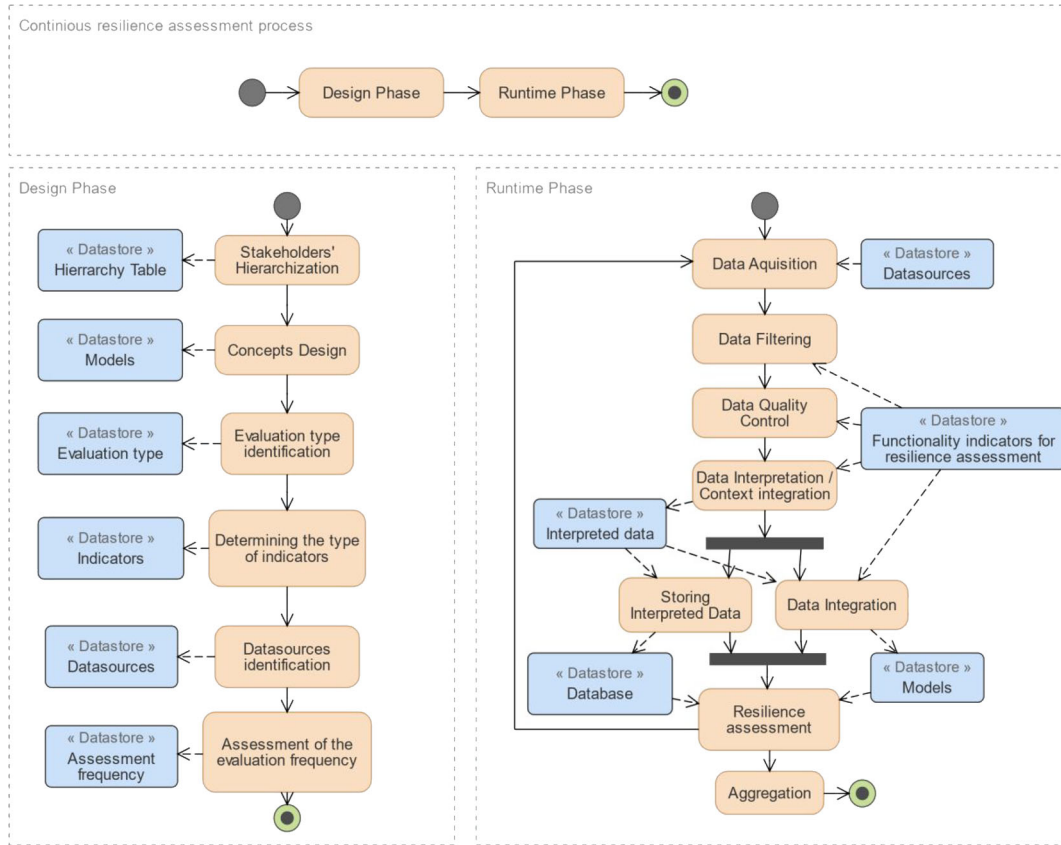 Continious resilience assessment process
Design Phase
Runtime Phase
Design Phase
« Datastore »
Hierrarchy Table
Stakeholders'
Hierarchization
« Datastore »
Models
Concepts Design
« Datastore »
Evaluation type
Evaluation type
identification
« Datastore »
Indicators
Determining the type
of indicators
« Datastore »
Datasources
Datasources
identification
« Datastore »
Assessment
frequency
Assessment of the
evaluation frequency
Runtime Phase
Data Aquisition
« Datastore »
Datasources
Data Filtering
Data Quality
Control
« Datastore »
Functionality indicators for
resilience assessment
Data Interpretation /
Context integration
« Datastore »
Interpreted data
Storing
Interpreted Data
Data Integration
« Datastore »
Database
« Datastore »
Models
Resilience
assessment
Aggregation